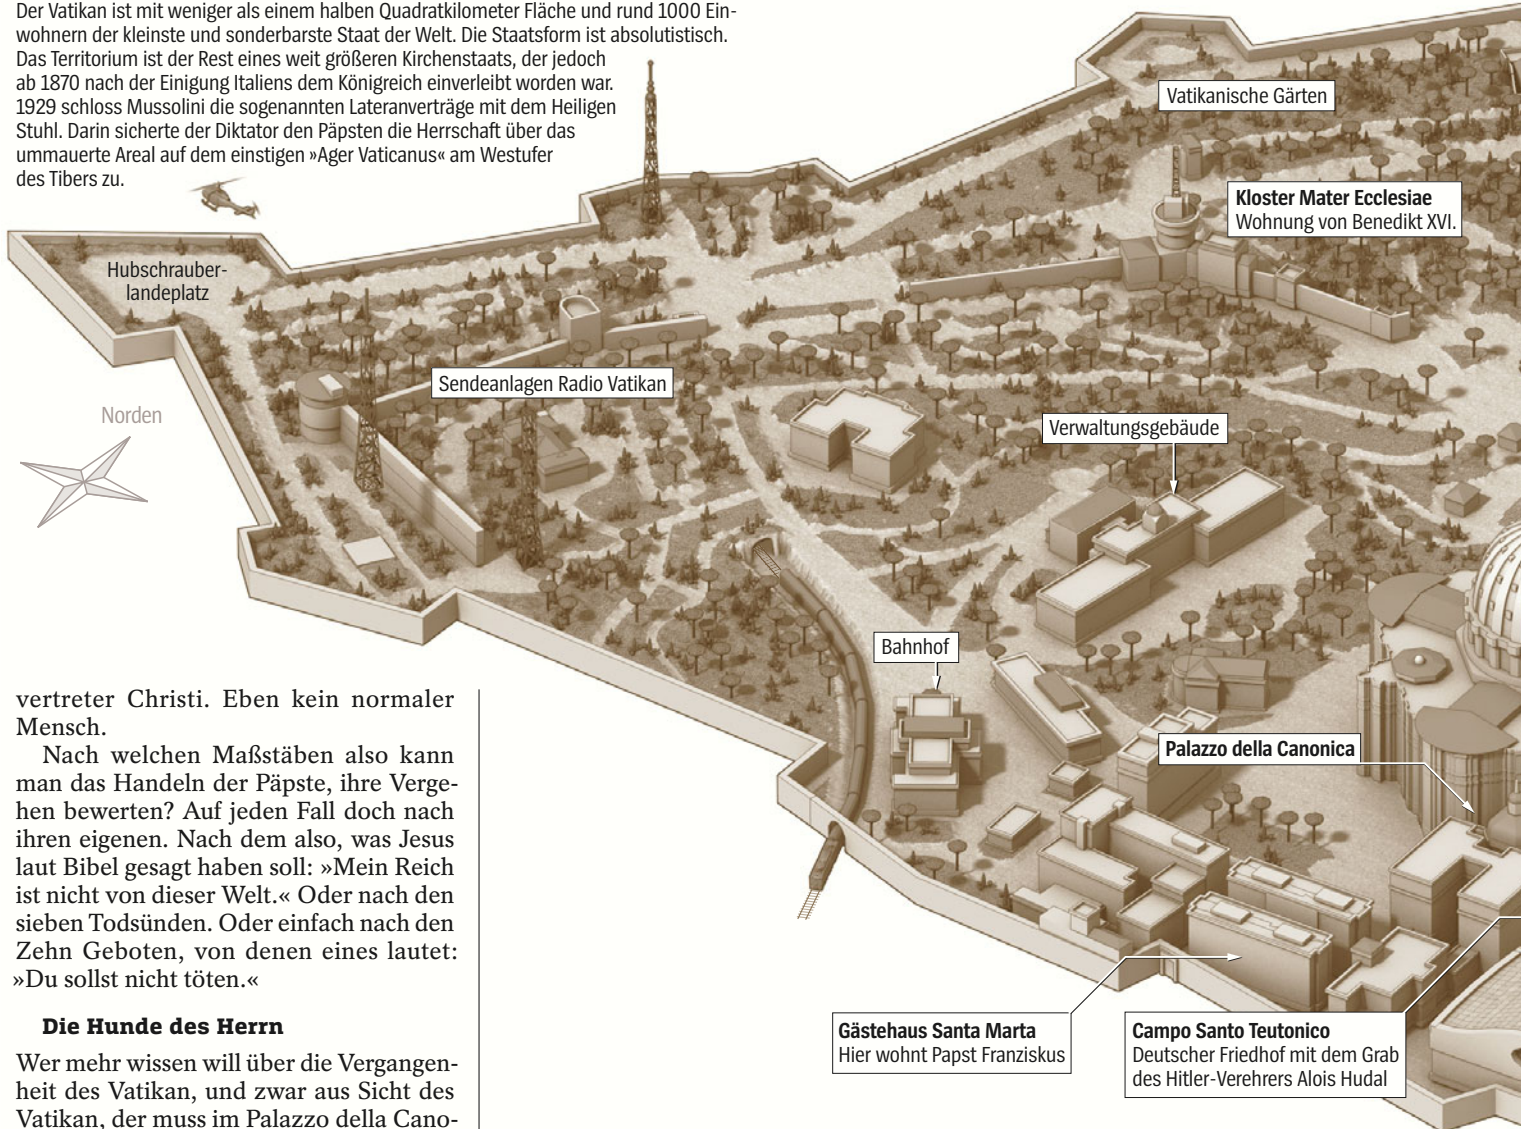 Der Vatikan ist mit weniger als einem halben Quadratkilometer Fläche und rund 1000 Ein-
wohnern der kleinste und sonderbarste Staat der Welt. Die Staatsform ist absolutistisch.
Das Territorium ist der Rest eines weit größeren Kirchenstaats, der jedoch
ab 1870 nach der Einigung Italiens dem Königreich einverleibt worden war.
1929 schloss Mussolini die sogenannten Lateranverträge mit dem Heiligen
Stuhl. Darin sicherte der Diktator den Päpsten die Herrschaft über das
ummauerte Areal auf dem einstigen »Ager Vaticanus« am Westufer
des Tibers zu.
Vatikanische Gärten
Kloster Mater Ecclesiae
Wohnung von Benedikt XVI.
Hubschrauber-
landeplatz
Sendeanlagen Radio Vatikan
Norden
Verwaltungsgebäude
Bahnhof
Palazzo della Canonica
Gästehaus Santa Marta
Hier wohnt Papst Franziskus
Campo Santo Teutonico
Deutscher Friedhof mit dem Grab
des Hitler-Verehrers Alois Hudal
vertreter Christi. Eben kein normaler
Mensch.
Nach welchen Maßstäben also kann
man das Handeln der Päpste, ihre Verge-
hen bewerten? Auf jeden Fall doch nach
ihren eigenen. Nach dem also, was Jesus
laut Bibel gesagt haben soll: »Mein Reich
ist nicht von dieser Welt.« Oder nach den
sieben Todsünden. Oder einfach nach den
Zehn Geboten, von denen eines lautet:
»Du sollst nicht töten.«
Die Hunde des Herrn
Wer mehr wissen will über die Vergangen-
heit des Vatikan, und zwar aus Sicht des
Vatikan, der muss im Palazzo della Cano-